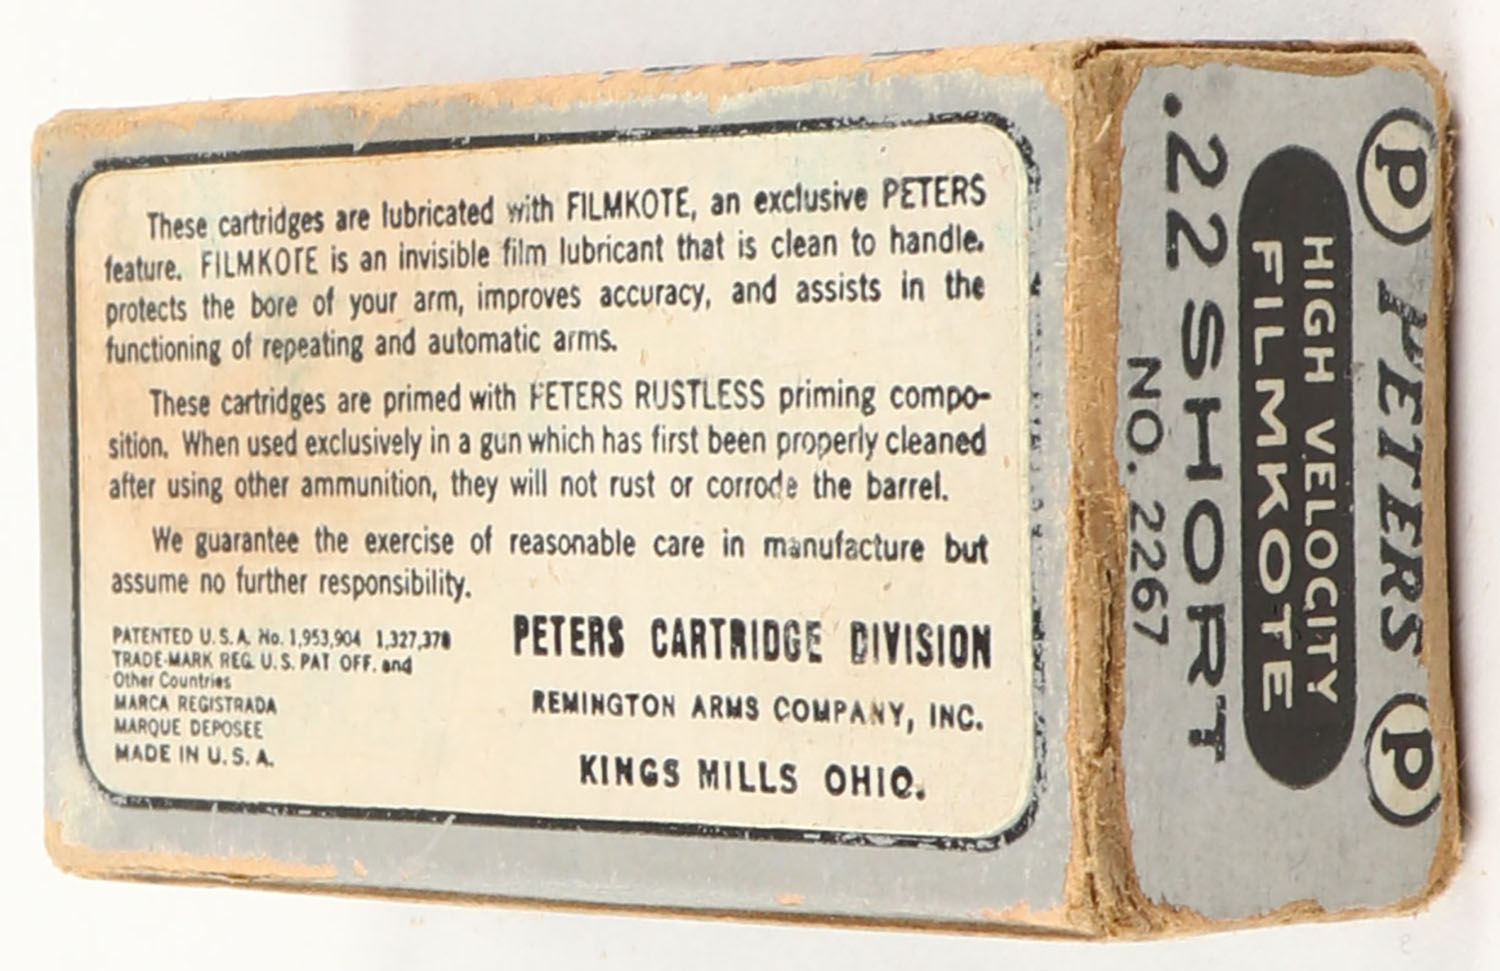 These cartridges are lubricated with FILMKOTE, an exclusive PETERS
feature. FILMKOTE is an invisible film lubricant that is clean to handle,
protects the bore of your arm, improves accuracy, and assists in the
functioning of repeating and automatic arms.
These cartridges are primed with PETERS RUSTLESS priming compo-
sition. When used exclusively in a gun which has first been properly cleaned
after using other ammunition, they will not rust or corrode the barrel.
We guarantee the exercise of reasonable care in manufacture but
assume no further responsibility.
PATENTED U.S.A. No. 1,953,904 1,327,378
TRADE-MARK REG. U.S. PAT OFF. and
Other Countries
MARCA REGISTRADA
MARQUE DEPOSEE
MADE IN U.S.A.
PETERS CARTRIDGE DIVISION
REMINGTON ARMS COMPANY, INC.
KINGS MILLS OHIO.
P PETERS P
HIGH VELOCITY
FILMKOTE
.22 SHORT
NO. 2267